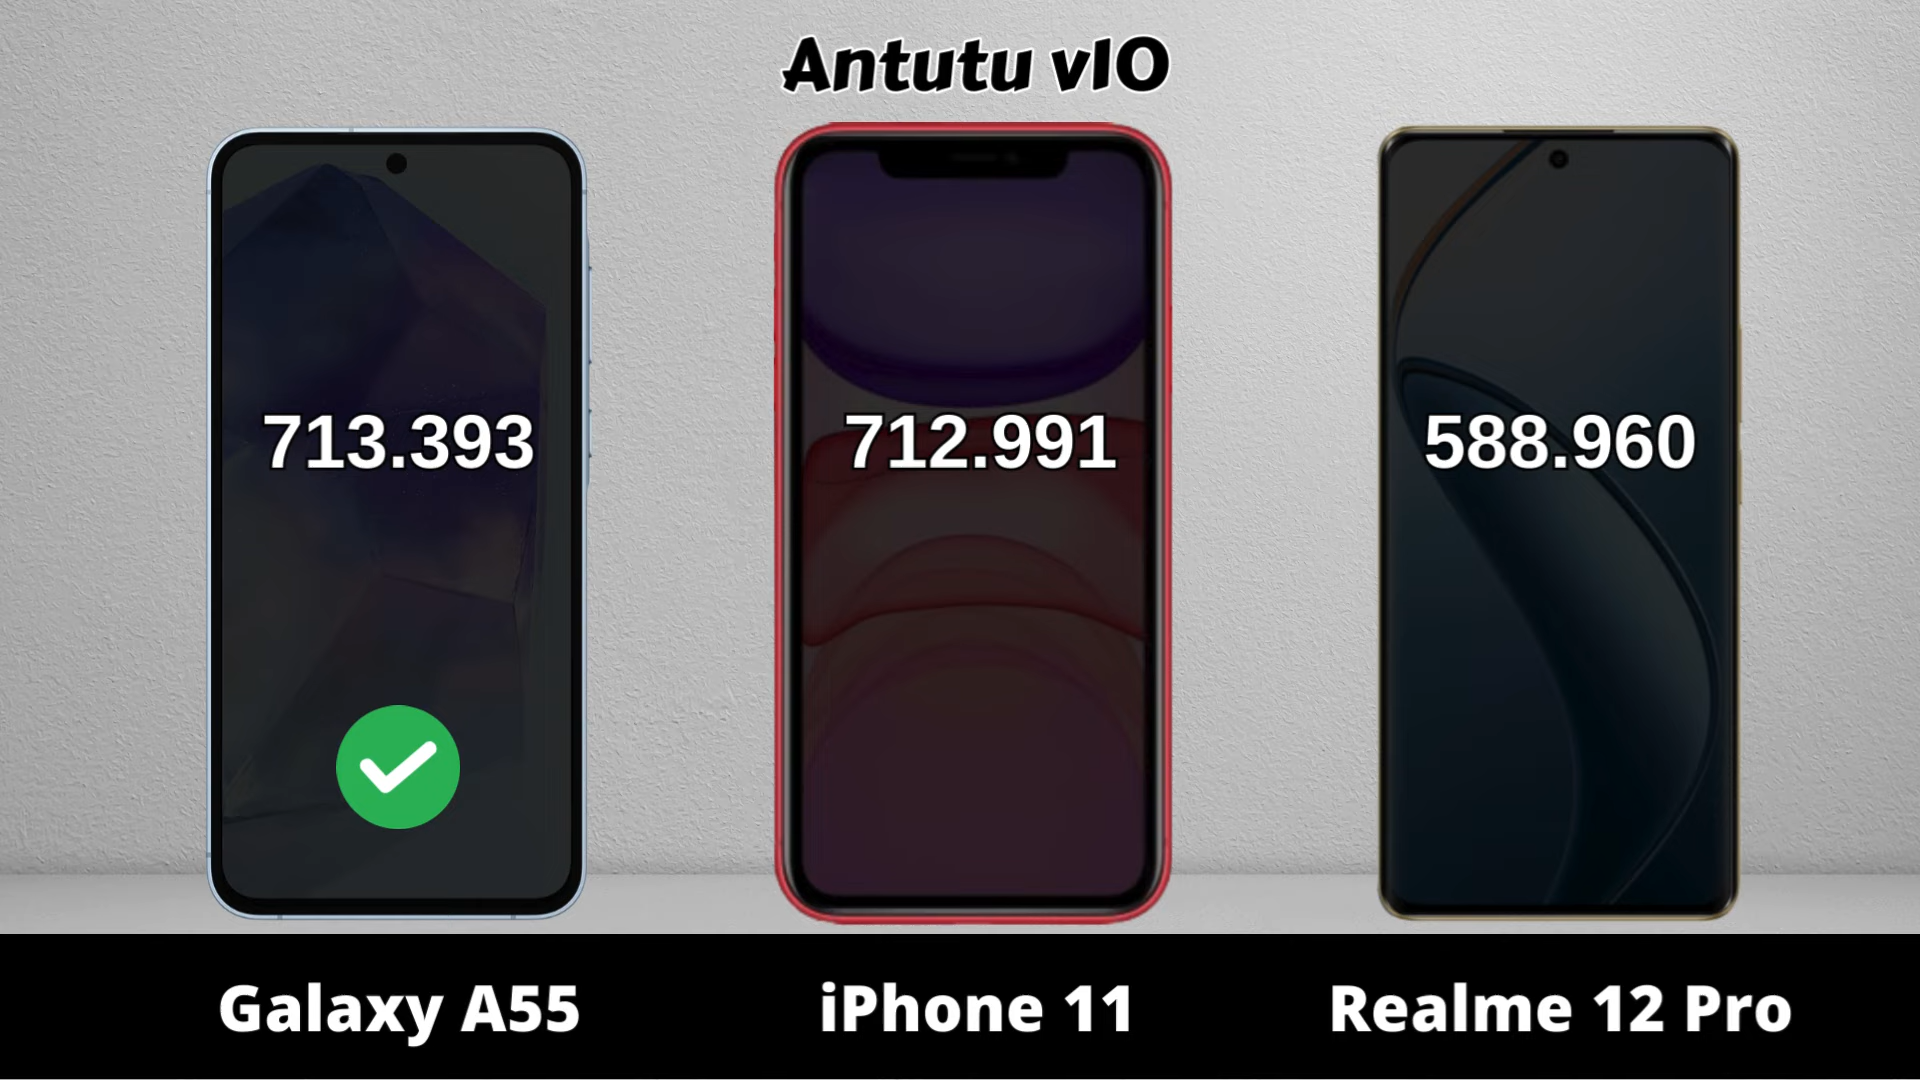 Antutu v10
713.393
712.991
588.960
Galaxy A55
iPhone 11
Realme 12 Pro